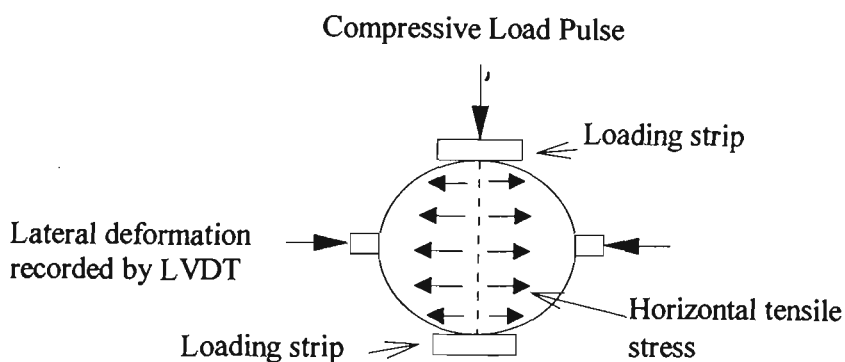 Compressive Load Pulse
Loading strip
Lateral deformation
recorded by LVDT
Horizontal tensile
stress
Loading strip